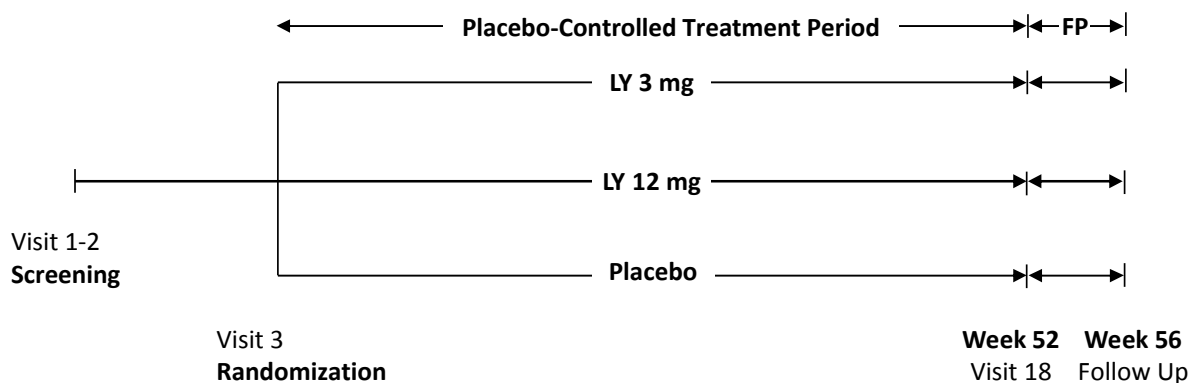 Placebo-Controlled Treatment Period FP
LY 3 mg
LY 12 mg
Visit 1-2
Screening
Placebo
Visit 3
Randomization
Week 52 Week 56
Visit 18 Follow Up